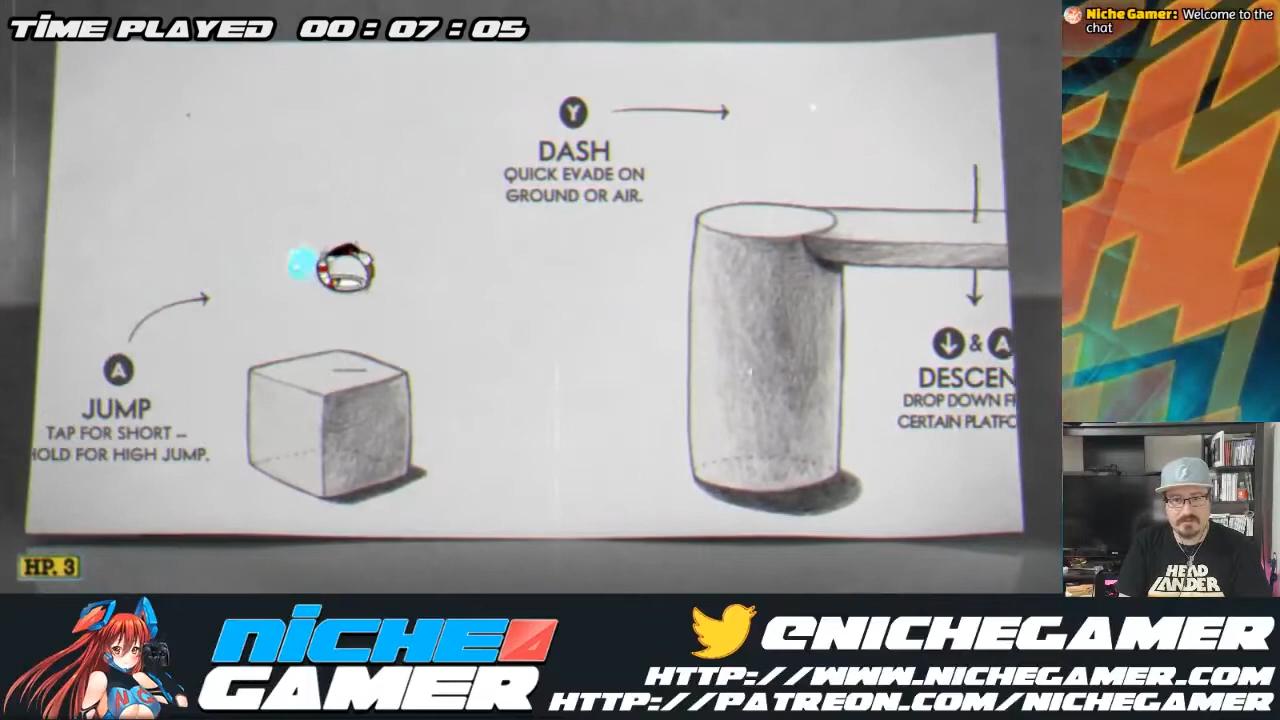 TIME PLAYED 00 : 07 : 05
Niche Gamer: Welcome to the
chat
Y
DASH
QUICK EVADE ON
GROUND OR AIR.
A
JUMP
TAP FOR SHORT –
HOLD FOR HIGH JUMP.
& A
DESCEN
DROP DOWN F
CERTAIN PLATFO
HP. 3
HEAD
LANDER
NG
NICHE
GAMER
@NICHEGAMER
HTTP://WWW.NICHEGAMER.COM
HTTP://PATREON.COM/NICHEGAMER